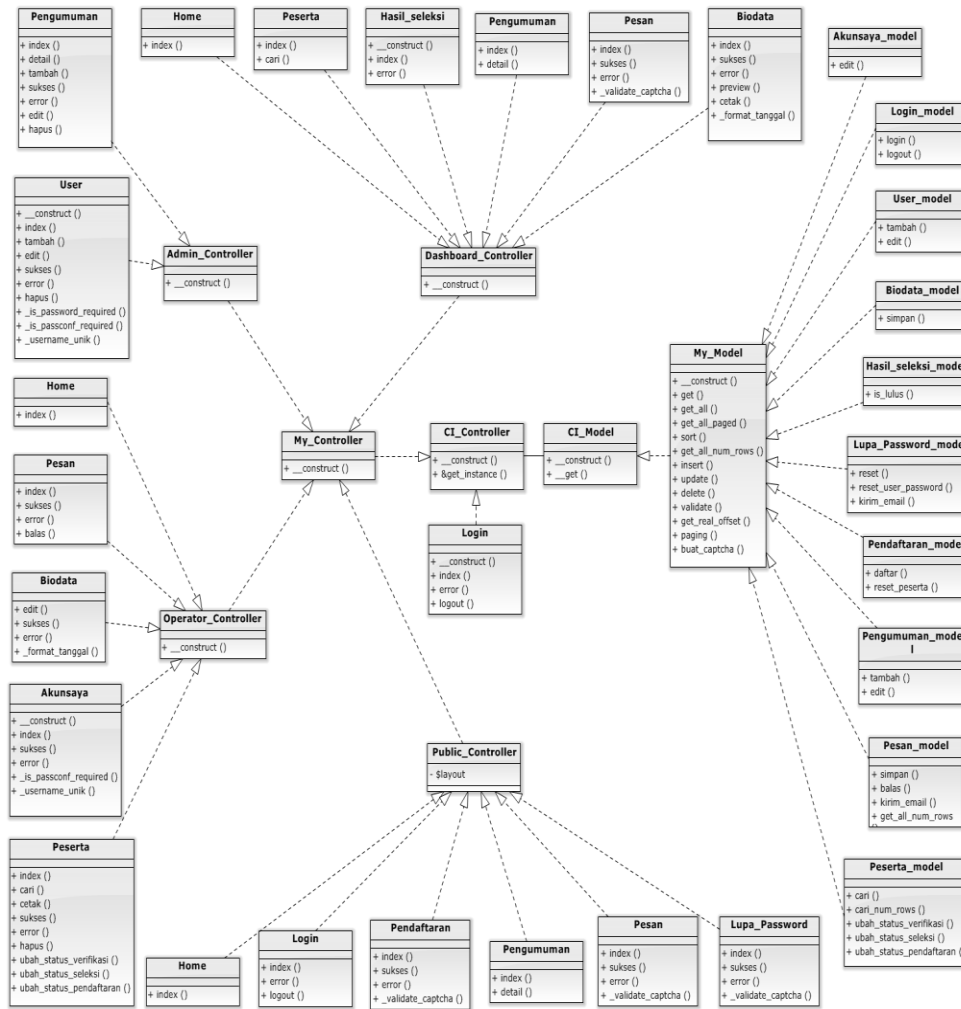 Pengumuman
+ index ()
+ detail ()
+ tambah ()
+ sukses ()
+ error ()
+ edit ()
+ hapus ()
Home
+ index ()
Peserta
+ index ()
+ cari ()
Hasil_seleksi
+ __construct ()
+ index ()
+ error ()
Pengumuman
+ index ()
+ detail ()
Pesan
+ index ()
+ sukses ()
+ error ()
+ _validate_captcha ()
Biodata
+ index ()
+ sukses ()
+ error ()
+ preview ()
+ cetak ()
+ _format_tanggal ()
Akunsaya_model
+ edit ()
Login_model
+ login ()
+ logout ()
User
+ __construct ()
+ index ()
+ tambah ()
+ edit ()
+ sukses ()
+ error ()
+ hapus ()
+ _is_password_required ()
+ _is_passconf_required ()
+ _username_unik ()
Admin_Controller
+ __construct ()
Dashboard_Controller
+ __construct ()
User_model
+ tambah ()
+ edit ()
Biodata_model
+ simpan ()
Home
+ index ()
My_Controller
+ __construct ()
CI_Controller
+ __construct ()
+ &get_instance ()
CI_Model
+ __construct ()
+ __get ()
My_Model
+ __construct ()
+ get ()
+ get_all ()
+ get_all_paged ()
+ sort ()
+ get_all_num_rows ()
+ insert ()
+ update ()
+ delete ()
+ validate ()
+ get_real_offset ()
+ paging ()
+ buat_captcha ()
Hasil_seleksi_model
+ is_lulus ()
Lupa_Password_model
+ reset ()
+ reset_user_password ()
+ kirim_email ()
Pesan
+ index ()
+ sukses ()
+ error ()
+ balas ()
Login
+ __construct ()
+ index ()
+ error ()
+ logout ()
Pendaftaran_model
+ daftar ()
+ reset_peserta ()
Biodata
+ edit ()
+ sukses ()
+ error ()
+ _format_tanggal ()
Operator_Controller
+ __construct ()
Pengumuman_mode
l
+ tambah ()
+ edit ()
Akunsaya
+ __construct ()
+ index ()
+ sukses ()
+ error ()
+ _is_passconf_required ()
+ _username_unik ()
Public_Controller
- $layout
Pesan_model
+ simpan ()
+ balas ()
+ kirim_email ()
+ get_all_num_rows
()
Peserta
+ index ()
+ cari ()
+ cetak ()
+ sukses ()
+ error ()
+ hapus ()
+ ubah_status_verifikasi ()
+ ubah_status_seleksi ()
+ ubah_status_pendaftaran ()
Home
+ index ()
Login
+ index ()
+ error ()
+ logout ()
Pendaftaran
+ index ()
+ sukses ()
+ error ()
+ _validate_captcha ()
Pengumuman
+ index ()
+ detail ()
Pesan
+ index ()
+ sukses ()
+ error ()
+ _validate_captcha ()
Lupa_Password
+ index ()
+ sukses ()
+ error ()
+ _validate_captcha ()
Peserta_model
+ cari ()
+ cari_num_rows ()
+ ubah_status_verifikasi ()
+ ubah_status_seleksi ()
+ ubah_status_pendaftaran ()